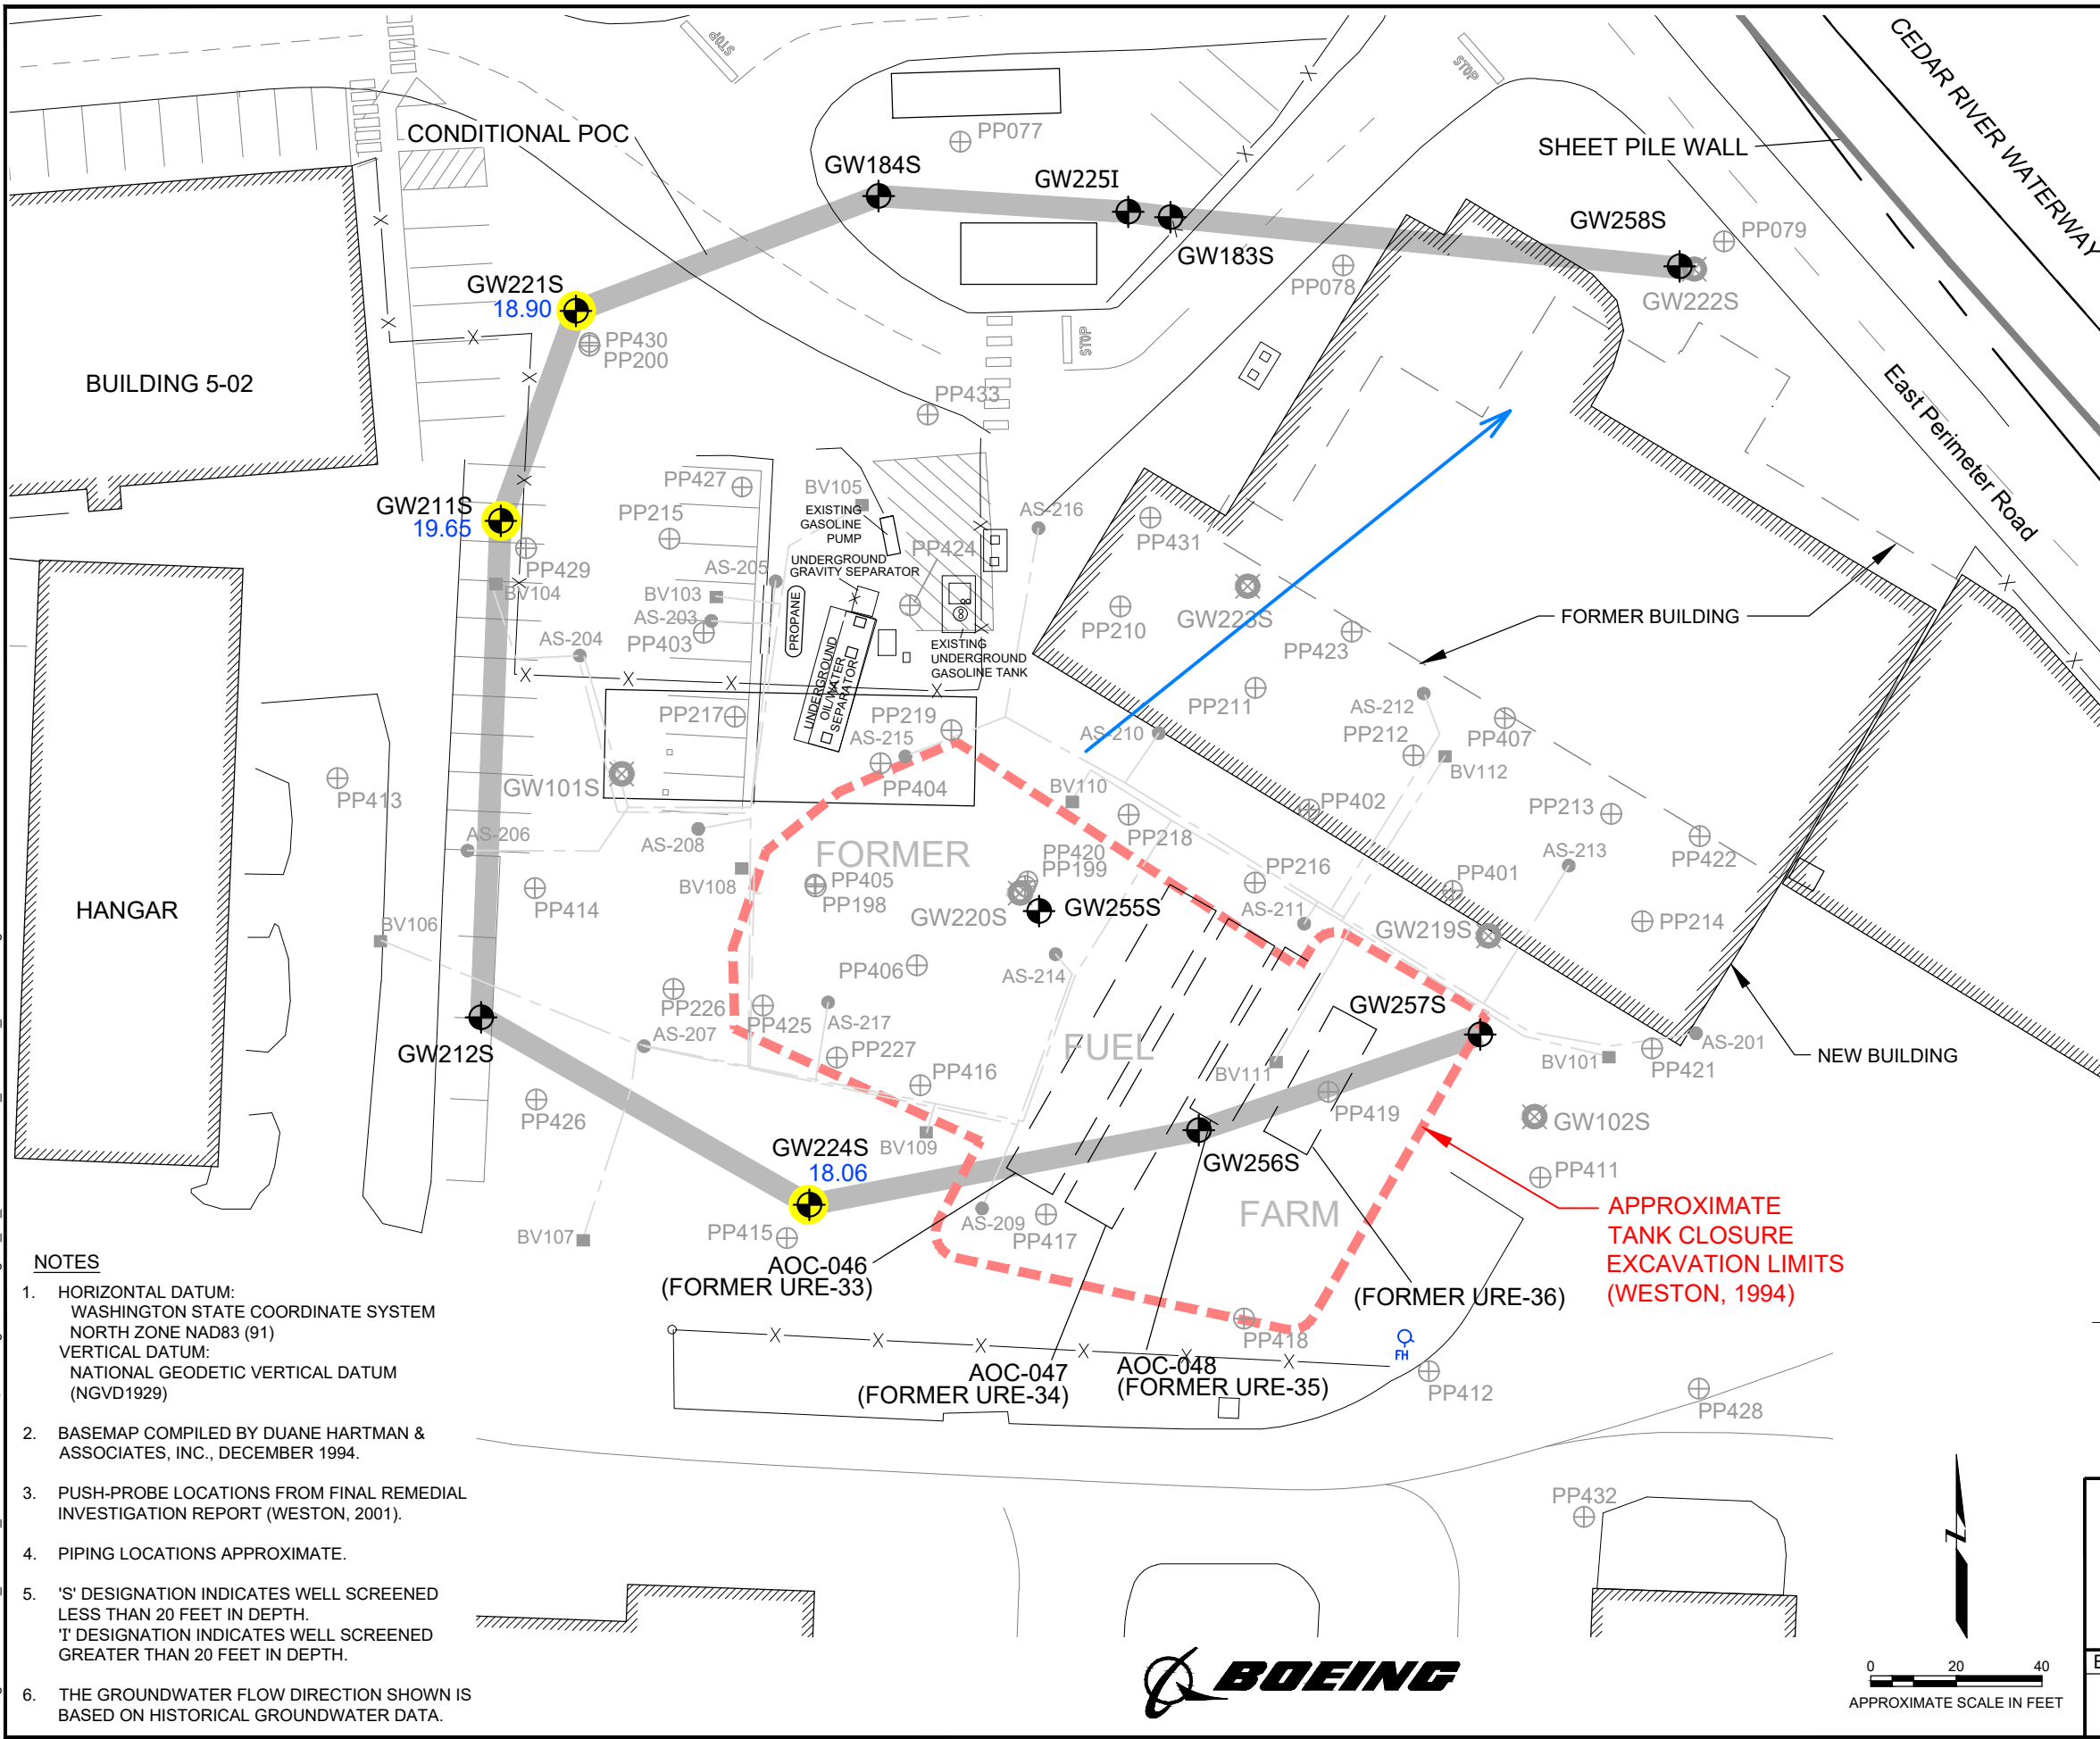 STOP
STOP
CEDAR RIVER WATERWAY
CONDITIONAL POC
PP077
SHEET PILE WALL
GW184S
GW225I
GW258S
PP079
GW183S
PP078
GW222S
GW221S
18.90
PP430
PP200
STOP
BUILDING 5-02
PP433
East Perimeter Road
PP427
BV105
GW211S
19.65
PP215
EXISTING
GASOLINE
PUMP
AS-216
PP431
PP424
UNDERGROUND
GRAVITY SEPARATOR
AS-205
PP429
BV104
BV103
AS-203
PP403
PROPANE
PP210
GW223S
FORMER BUILDING
AS-204
PP423
EXISTING
UNDERGROUND
GASOLINE TANK
UNDERGROUND
OIL/WATER
SEPARATOR
PP211
AS-212
PP217
PP219
AS-210
PP212
PP407
AS-215
BV112
GW101S
PP413
PP404
BV110
PP402
PP213
PP218
AS-206
AS-208
FORMER
PP420
PP199
PP422
AS-213
BV108
PP405
PP198
PP216
PP401
HANGAR
PP414
GW220S
GW255S
AS-211
GW219S
PP214
BV106
PP406
AS-214
PP226
PP425
AS-217
GW257S
AS-207
PP227
FUEL
AS-201
GW212S
BV101
PP421
NEW BUILDING
PP416
BV111
PP426
PP419
GW102S
GW224S
18.06
BV109
GW256S
PP411
PP415
AS-209
PP417
FARM
BV107
APPROXIMATE
TANK CLOSURE
EXCAVATION LIMITS
(WESTON, 1994)
AOC-046
(FORMER URE-33)
(FORMER URE-36)
PP418
FH
AOC-047
(FORMER URE-34)
AOC-048
(FORMER URE-35)
PP412
PP428
NOTES
1. HORIZONTAL DATUM:
WASHINGTON STATE COORDINATE SYSTEM
NORTH ZONE NAD83 (91)
VERTICAL DATUM:
NATIONAL GEODETIC VERTICAL DATUM
(NGVD1929)
2. BASEMAP COMPILED BY DUANE HARTMAN &
ASSOCIATES, INC., DECEMBER 1994.
3. PUSH-PROBE LOCATIONS FROM FINAL REMEDIAL
INVESTIGATION REPORT (WESTON, 2001).
4. PIPING LOCATIONS APPROXIMATE.
5. 'S' DESIGNATION INDICATES WELL SCREENED
LESS THAN 20 FEET IN DEPTH.
'I' DESIGNATION INDICATES WELL SCREENED
GREATER THAN 20 FEET IN DEPTH.
6. THE GROUNDWATER FLOW DIRECTION SHOWN IS
BASED ON HISTORICAL GROUNDWATER DATA.
PP432
Z
BOEING
0 20 40
APPROXIMATE SCALE IN FEET